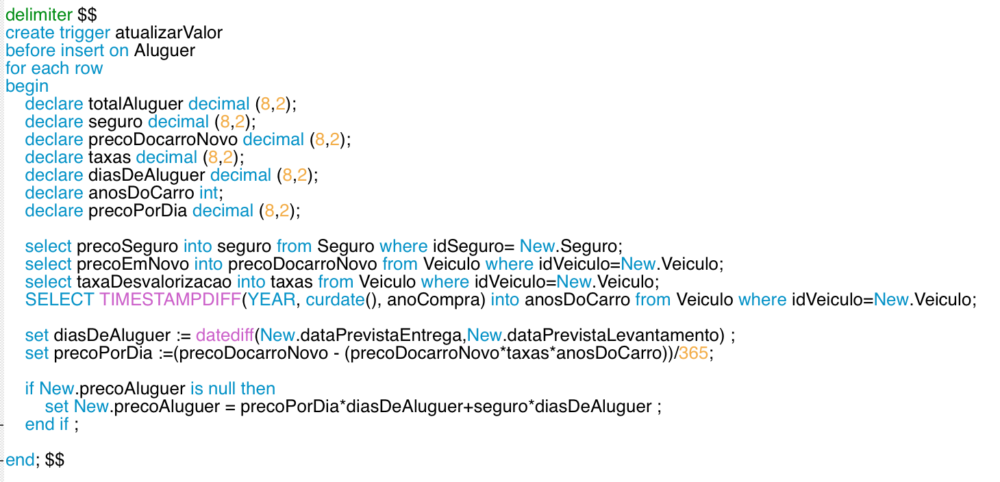 delimiter $$
create trigger atualizarValor
before insert on Aluguer
for each row
begin
declare totalAluguer decimal (8,2);
declare seguro decimal (8,2);
declare precoDocarroNovo decimal (8,2);
declare taxas decimal (8,2);
declare diasDeAluguer decimal (8,2);
declare anosDoCarro int;
declare precoPorDia decimal (8,2);
select precoSeguro into seguro from Seguro where idSeguro= New.Seguro;
select precoEmNovo into precoDocarroNovo from Veiculo where idVeiculo=New.Veiculo;
select taxaDesvalorizacao into taxas from Veiculo where idVeiculo=New.Veiculo;
SELECT TIMESTAMPDIFF(YEAR, curdate(), anoCompra) into anosDoCarro from Veiculo where idVeiculo=New.Veiculo;
set diasDeAluguer := datediff(New.dataPrevistaEntrega,New.dataPrevistaLevantamento) ;
set precoPorDia :=(precoDocarroNovo - (precoDocarroNovo*taxas*anosDoCarro))/365;
if New.precoAluguer is null then
set New.precoAluguer = precoPorDia*diasDeAluguer+seguro*diasDeAluguer ;
end if ;
end; $$